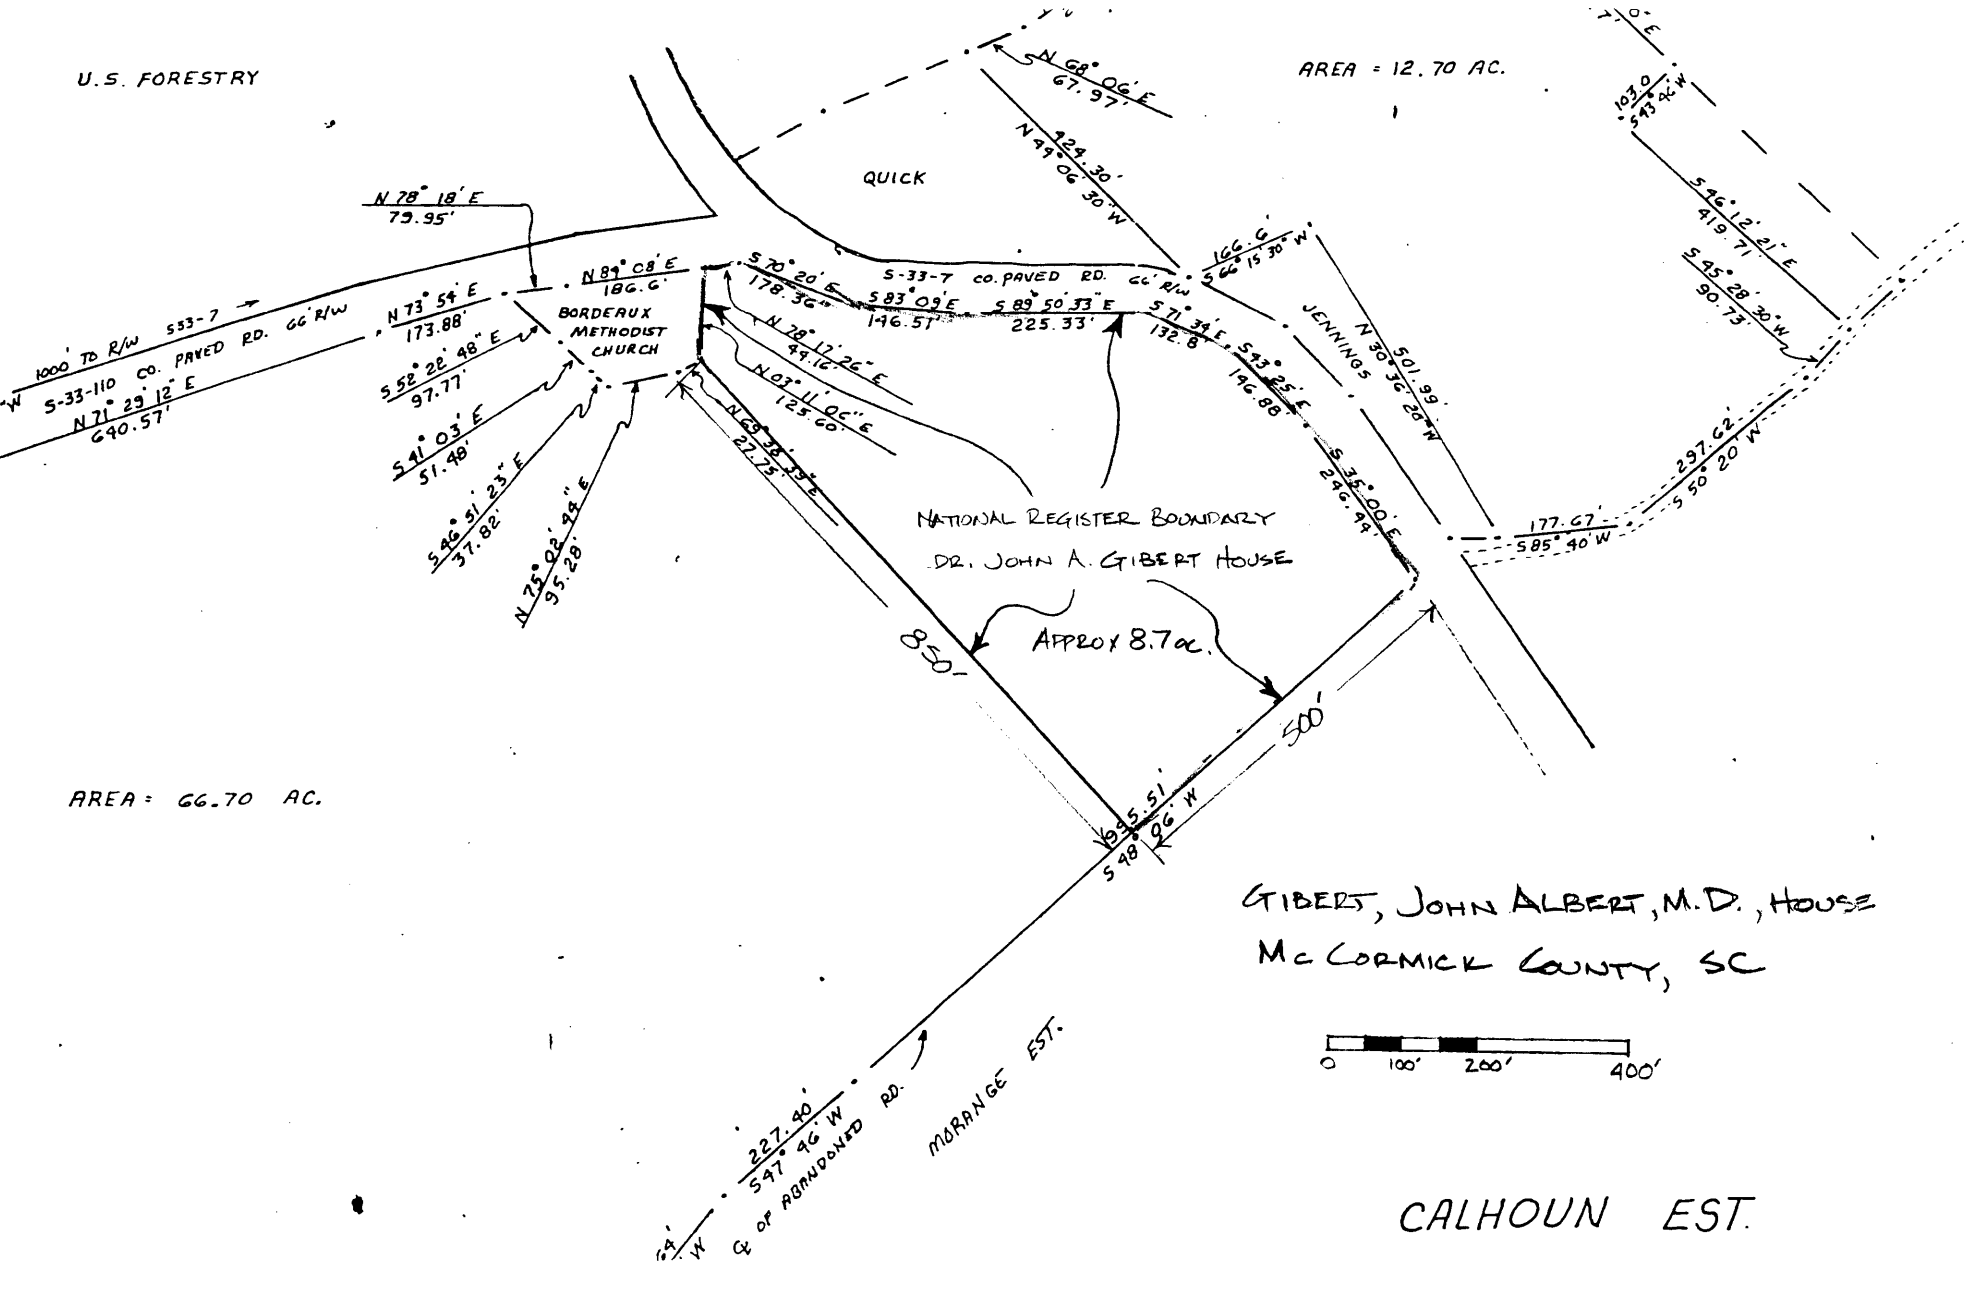 U.S. FORESTRY
N 68° 06' E
67.97'
AREA = 12.70 AC.
103.0
S 43° 46' W
424.30'
N 49° 06' 30" W
QUICK
N 78° 18' E
79.95'
166.6'
S 66° 15' 30" W
S 46° 12' 21" E
419.71'
S 45° 28' 30" W
90.73'
1000' TO R/W S33-7
S-33-110 CO. PAVED RD. 66' R/W
N 71° 29' 12" E
640.57'
N 73° 54' E
173.88'
N 89° 08' E
186.6'
BORDEAUX
METHODIST
CHURCH
S 70° 20' E
178.36'
S-33-7 CO. PAVED RD. 66' R/W
S 83° 09' E
146.51'
S 89° 50' 33" E
225.33'
S 71° 34' E
132.8'
S 43° 25' E
146.88'
JENNINGS
501.99'
N 30° 36' 20" W
S 52° 22' 48" E
97.77'
S 41° 03' E
51.48'
S 46° 51' 23" E
37.82'
N 75° 02' 44" E
95.28'
N 78° 17' 26" E
44.16'
N 03° 11' 06" E
125.60'
N 69° 38' 39" E
27.75'
S 35° 00' E
246.44'
297.62'
S 50° 20' W
177.67'
S 85° 40' W
NATIONAL REGISTER BOUNDARY
DR. JOHN A. GIBERT HOUSE
APPROX 8.7 ac.
850'
500'
995.51'
S 48° 06' W
AREA = 66.70 AC.
GIBERT, JOHN ALBERT, M.D., HOUSE
McCORMICK COUNTY, SC
0 100' 200' 400'
MORANGE EST.
227.40'
S 47° 46' W
℄ OF ABANDONED RD.
CALHOUN EST.